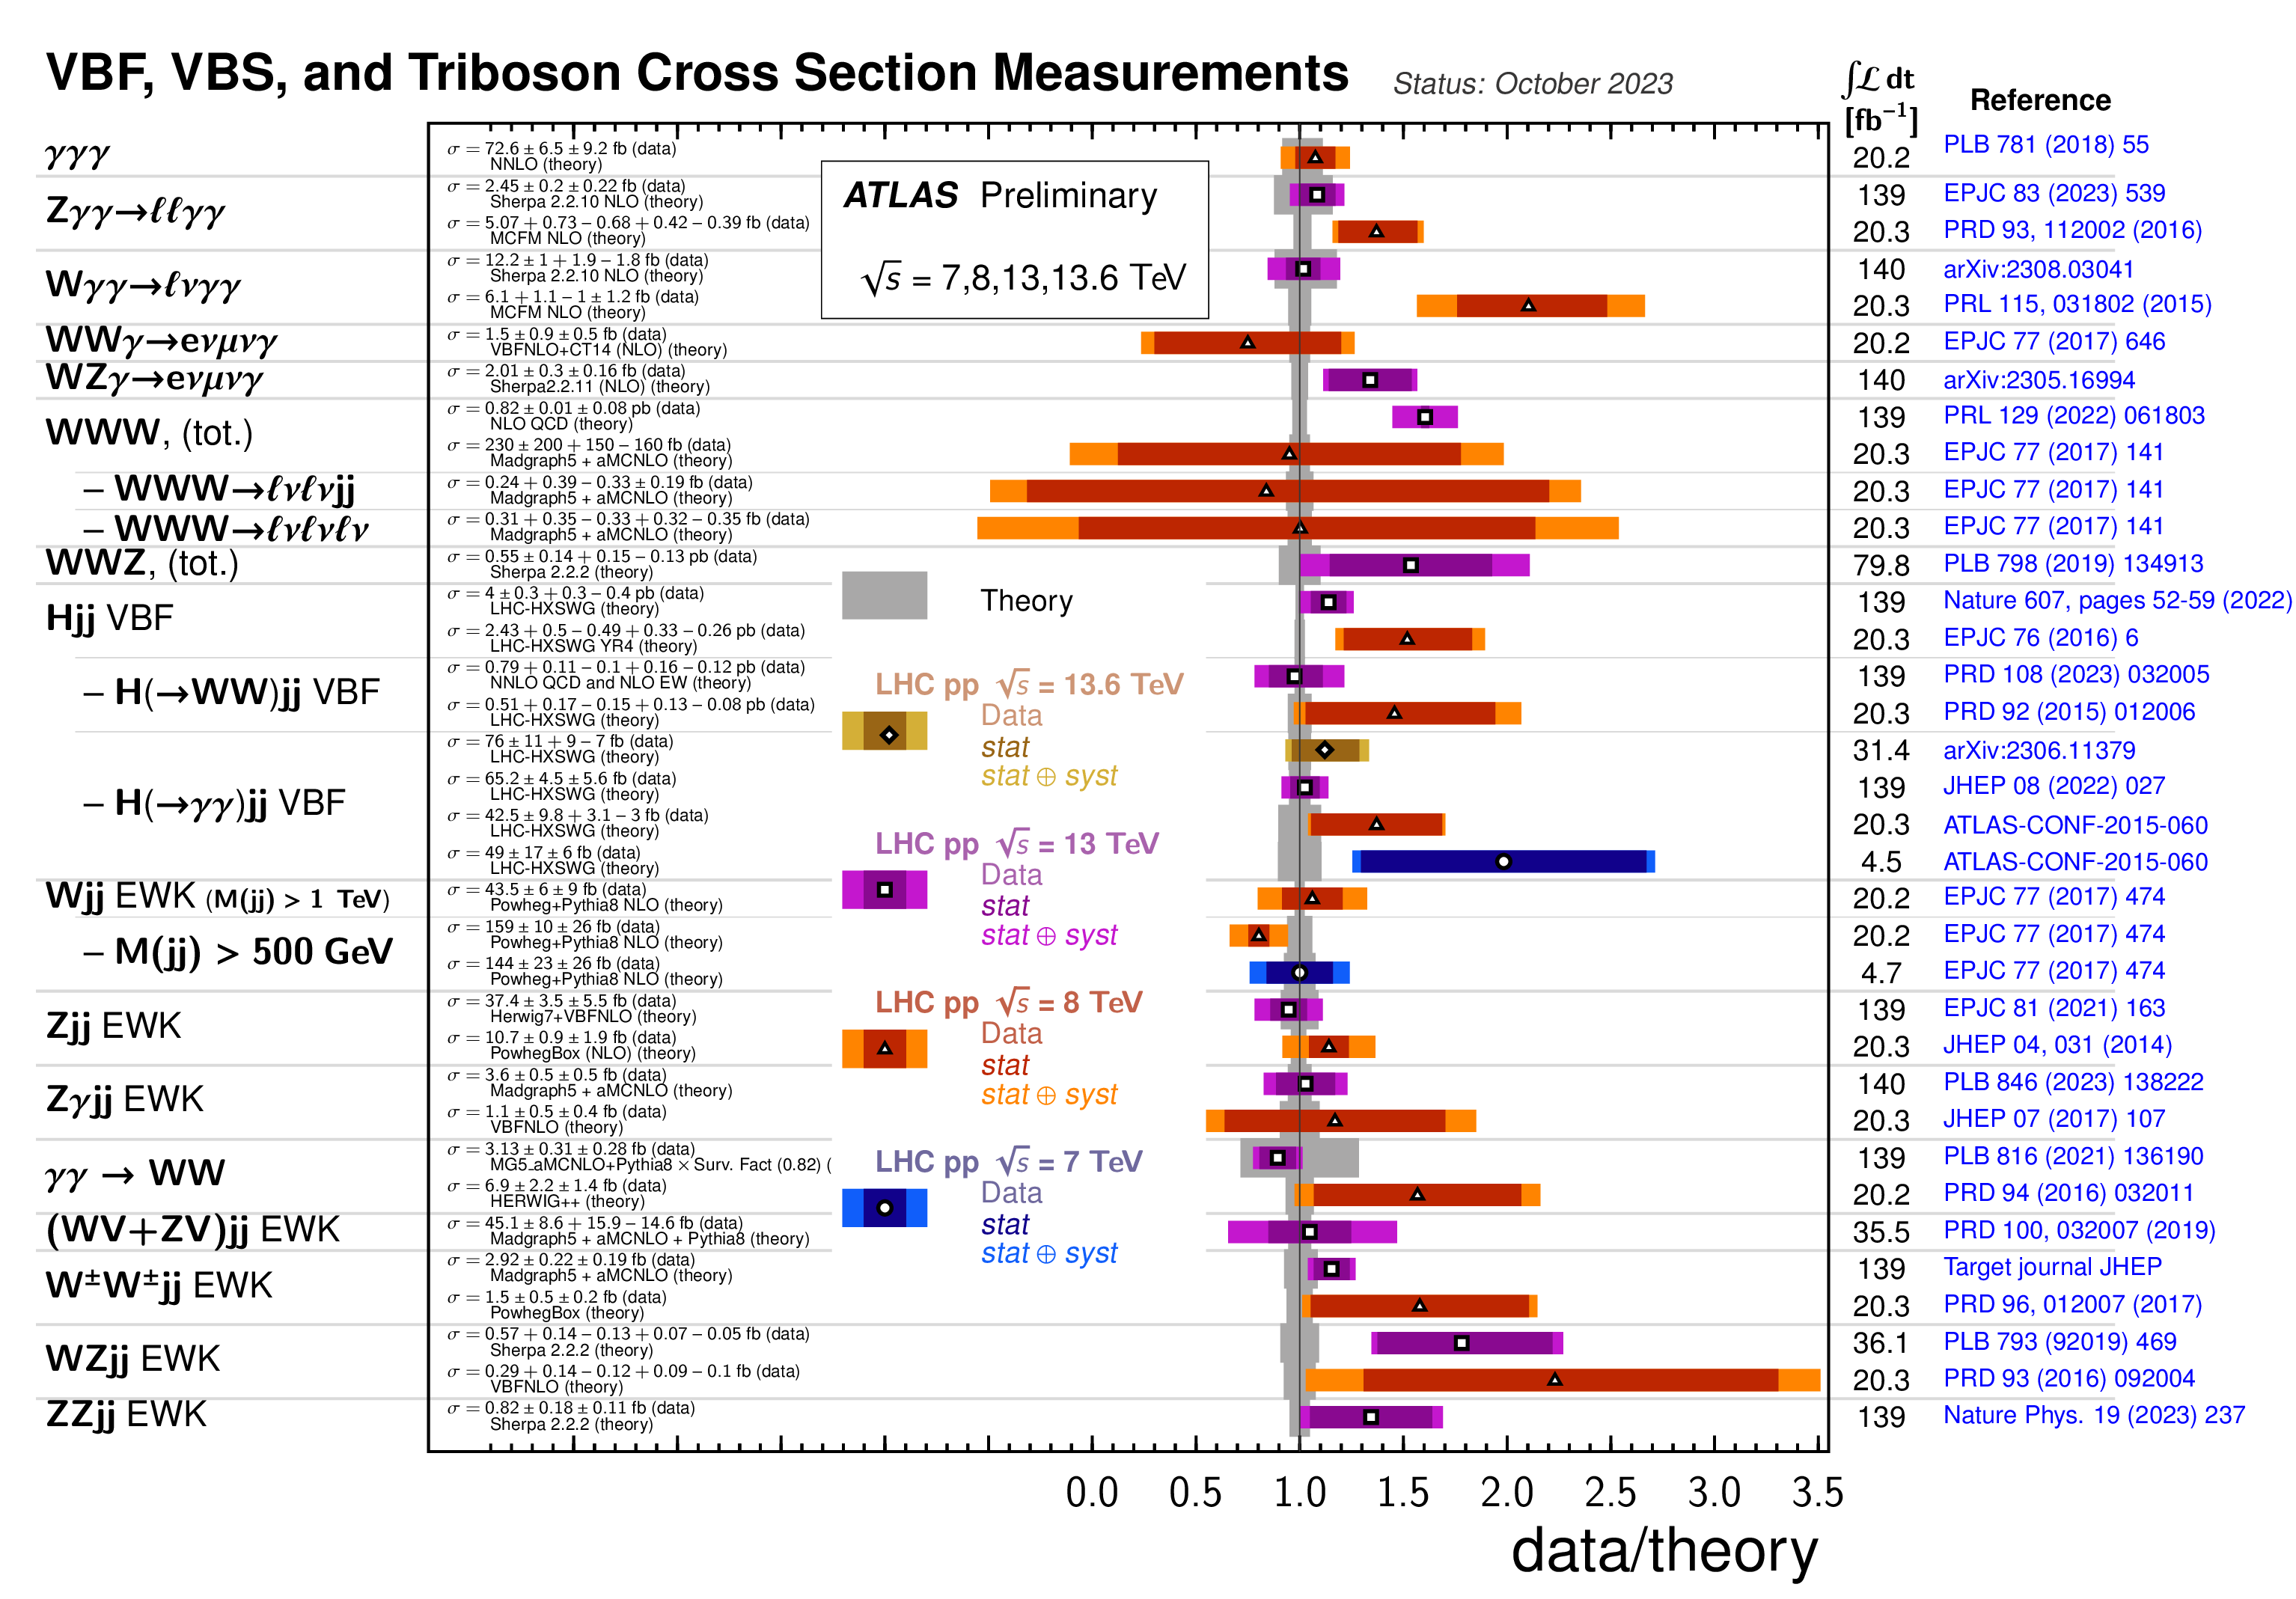 VBF, VBS, and Triboson Cross Section Measurements Status: October 2023
∫ℒ dt [fb⁻¹] Reference
γγγ
σ = 72.6 ± 6.5 ± 9.2 fb (data)
NNLO (theory)
20.2 PLB 781 (2018) 55
Zγγ→ℓℓγγ
σ = 2.45 ± 0.2 ± 0.22 fb (data)
Sherpa 2.2.10 NLO (theory)
139 EPJC 83 (2023) 539
σ = 5.07 + 0.73 − 0.68 + 0.42 − 0.39 fb (data)
MCFM NLO (theory)
20.3 PRD 93, 112002 (2016)
Wγγ→ℓνγγ
σ = 12.2 ± 1 + 1.9 − 1.8 fb (data)
Sherpa 2.2.10 NLO (theory)
140 arXiv:2308.03041
σ = 6.1 + 1.1 − 1 ± 1.2 fb (data)
MCFM NLO (theory)
20.3 PRL 115, 031802 (2015)
WWγ→eνμνγ
σ = 1.5 ± 0.9 ± 0.5 fb (data)
VBFNLO+CT14 (NLO) (theory)
20.2 EPJC 77 (2017) 646
WZγ→eνμνγ
σ = 2.01 ± 0.3 ± 0.16 fb (data)
Sherpa2.2.11 (NLO) (theory)
140 arXiv:2305.16994
WWW, (tot.)
σ = 0.82 ± 0.01 ± 0.08 pb (data)
NLO QCD (theory)
139 PRL 129 (2022) 061803
σ = 230 ± 200 + 150 − 160 fb (data)
Madgraph5 + aMCNLO (theory)
20.3 EPJC 77 (2017) 141
– WWW→ℓνℓνjj
σ = 0.24 + 0.39 − 0.33 ± 0.19 fb (data)
Madgraph5 + aMCNLO (theory)
20.3 EPJC 77 (2017) 141
– WWW→ℓνℓνℓν
σ = 0.31 + 0.35 − 0.33 + 0.32 − 0.35 fb (data)
Madgraph5 + aMCNLO (theory)
20.3 EPJC 77 (2017) 141
WWZ, (tot.)
σ = 0.55 ± 0.14 + 0.15 − 0.13 pb (data)
Sherpa 2.2.2 (theory)
79.8 PLB 798 (2019) 134913
Hjj VBF
σ = 4 ± 0.3 + 0.3 − 0.4 pb (data)
LHC-HXSWG (theory)
139 Nature 607, pages 52-59 (2022)
σ = 2.43 + 0.5 − 0.49 + 0.33 − 0.26 pb (data)
LHC-HXSWG YR4 (theory)
20.3 EPJC 76 (2016) 6
– H(→WW)jj VBF
σ = 0.79 + 0.11 − 0.1 + 0.16 − 0.12 pb (data)
NNLO QCD and NLO EW (theory)
139 PRD 108 (2023) 032005
σ = 0.51 + 0.17 − 0.15 + 0.13 − 0.08 pb (data)
LHC-HXSWG (theory)
20.3 PRD 92 (2015) 012006
– H(→γγ)jj VBF
σ = 76 ± 11 + 9 − 7 fb (data)
LHC-HXSWG (theory)
31.4 arXiv:2306.11379
σ = 65.2 ± 4.5 ± 5.6 fb (data)
LHC-HXSWG (theory)
139 JHEP 08 (2022) 027
σ = 42.5 ± 9.8 + 3.1 − 3 fb (data)
LHC-HXSWG (theory)
20.3 ATLAS-CONF-2015-060
σ = 49 ± 17 ± 6 fb (data)
LHC-HXSWG (theory)
4.5 ATLAS-CONF-2015-060
Wjj EWK (M(jj) > 1 TeV)
σ = 43.5 ± 6 ± 9 fb (data)
Powheg+Pythia8 NLO (theory)
20.2 EPJC 77 (2017) 474
– M(jj) > 500 GeV
σ = 159 ± 10 ± 26 fb (data)
Powheg+Pythia8 NLO (theory)
20.2 EPJC 77 (2017) 474
σ = 144 ± 23 ± 26 fb (data)
Powheg+Pythia8 NLO (theory)
4.7 EPJC 77 (2017) 474
Zjj EWK
σ = 37.4 ± 3.5 ± 5.5 fb (data)
Herwig7+VBFNLO (theory)
139 EPJC 81 (2021) 163
σ = 10.7 ± 0.9 ± 1.9 fb (data)
PowhegBox (NLO) (theory)
20.3 JHEP 04, 031 (2014)
Zγjj EWK
σ = 3.6 ± 0.5 ± 0.5 fb (data)
Madgraph5 + aMCNLO (theory)
140 PLB 846 (2023) 138222
σ = 1.1 ± 0.5 ± 0.4 fb (data)
VBFNLO (theory)
20.3 JHEP 07 (2017) 107
γγ → WW
σ = 3.13 ± 0.31 ± 0.28 fb (data)
MG5_aMCNLO+Pythia8 × Surv. Fact (0.82) (
139 PLB 816 (2021) 136190
σ = 6.9 ± 2.2 ± 1.4 fb (data)
HERWIG++ (theory)
20.2 PRD 94 (2016) 032011
(WV+ZV)jj EWK
σ = 45.1 ± 8.6 + 15.9 − 14.6 fb (data)
Madgraph5 + aMCNLO + Pythia8 (theory)
35.5 PRD 100, 032007 (2019)
W±W±jj EWK
σ = 2.92 ± 0.22 ± 0.19 fb (data)
Madgraph5 + aMCNLO (theory)
139 Target journal JHEP
σ = 1.5 ± 0.5 ± 0.2 fb (data)
PowhegBox (theory)
20.3 PRD 96, 012007 (2017)
WZjj EWK
σ = 0.57 + 0.14 − 0.13 + 0.07 − 0.05 fb (data)
Sherpa 2.2.2 (theory)
36.1 PLB 793 (92019) 469
σ = 0.29 + 0.14 − 0.12 + 0.09 − 0.1 fb (data)
VBFNLO (theory)
20.3 PRD 93 (2016) 092004
ZZjj EWK
σ = 0.82 ± 0.18 ± 0.11 fb (data)
Sherpa 2.2.2 (theory)
139 Nature Phys. 19 (2023) 237
ATLAS Preliminary
√s = 7,8,13,13.6 TeV
Theory
LHC pp √s = 13.6 TeV
Data
stat
stat ⊕ syst
LHC pp √s = 13 TeV
Data
stat
stat ⊕ syst
LHC pp √s = 8 TeV
Data
stat
stat ⊕ syst
LHC pp √s = 7 TeV
Data
stat
stat ⊕ syst
0.0 0.5 1.0 1.5 2.0 2.5 3.0 3.5
data/theory